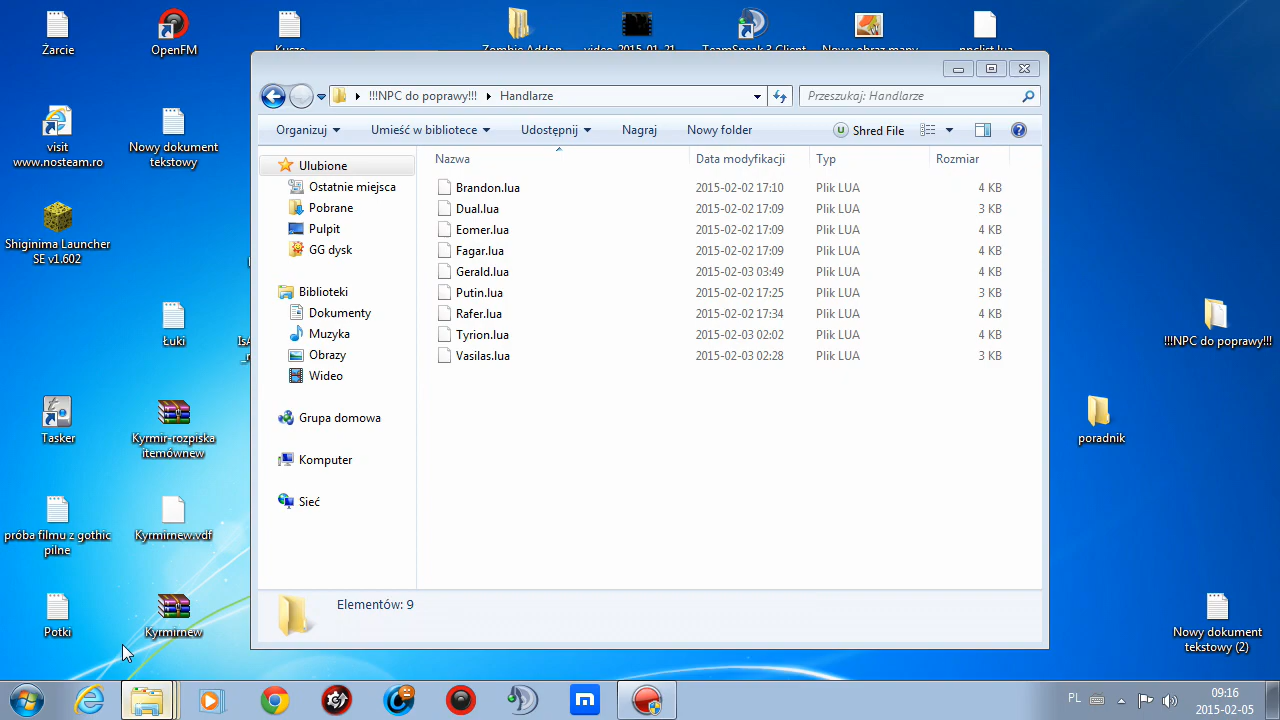 Żarcie
OpenFM
Kusze
Zombie Addon
video_2015-01-21
TeamSpeak 3 Client
Nowy obraz mapy
npclist.lua
!!!NPC do poprawy!!!
Handlarze
Przeszukaj: Handlarze
Organizuj
Umieść w bibliotece
Udostępnij
Nagraj
Nowy folder
Shred File
Ulubione
Ostatnie miejsca
Pobrane
Pulpit
GG dysk
Biblioteki
Dokumenty
Muzyka
Obrazy
Wideo
Grupa domowa
Komputer
Sieć
Nazwa Data modyfikacji Typ Rozmiar
Brandon.lua 2015-02-02 17:10 Plik LUA 4 KB
Dual.lua 2015-02-02 17:09 Plik LUA 3 KB
Eomer.lua 2015-02-02 17:09 Plik LUA 4 KB
Fagar.lua 2015-02-02 17:09 Plik LUA 4 KB
Gerald.lua 2015-02-03 03:49 Plik LUA 4 KB
Putin.lua 2015-02-02 17:25 Plik LUA 4 KB
Rafer.lua 2015-02-02 17:34 Plik LUA 4 KB
Tyrion.lua 2015-02-03 02:02 Plik LUA 4 KB
Vasilas.lua 2015-02-03 02:28 Plik LUA 3 KB
Elementów: 9
visit
www.nosteam.ro
Nowy dokument
tekstowy
Shiginima Launcher
SE v1.602
Łuki
Tasker
Kyrmir-rozpiska
itemównew
próba filmu z gothic
pilne
Kyrmirnew.vdf
Potki
Kyrmirnew
!!!NPC do poprawy!!!
poradnik
Nowy dokument
tekstowy (2)
PL
09:16
2015-02-05